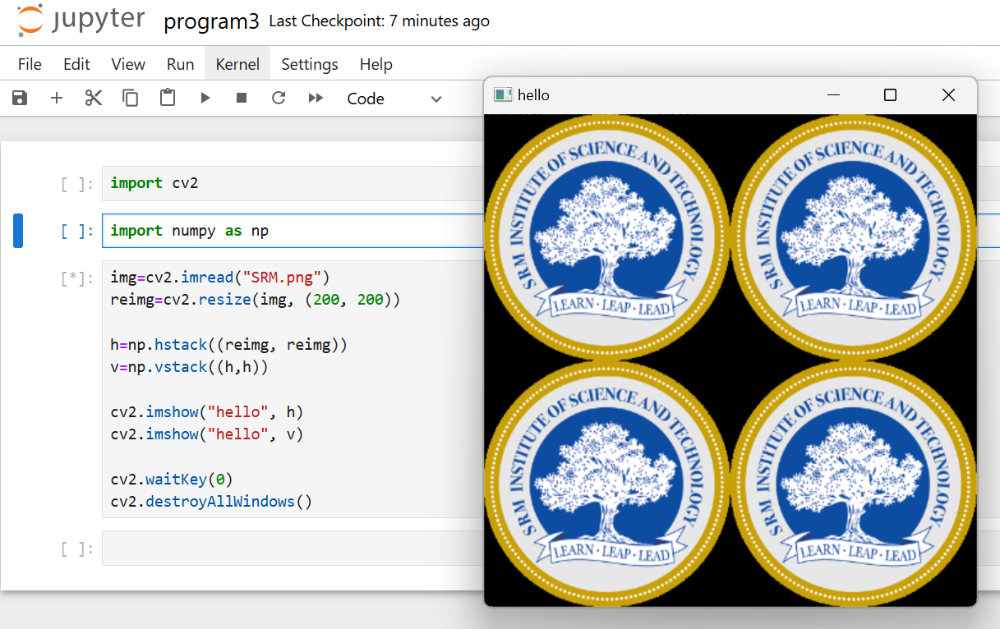 jupyter program3 Last Checkpoint: 7 minutes ago
File Edit View Run Kernel Settings Help
Code
hello
[ ]: import cv2
[ ]: import numpy as np
[*]: img=cv2.imread("SRM.png")
reimg=cv2.resize(img, (200, 200))
h=np.hstack((reimg, reimg))
v=np.vstack((h,h))
cv2.imshow("hello", h)
cv2.imshow("hello", v)
cv2.waitKey(0)
cv2.destroyAllWindows()
[ ]:
SRM INSTITUTE OF SCIENCE AND TECHNOLOGY
LEARN · LEAP · LEAD
SRM INSTITUTE OF SCIENCE AND TECHNOLOGY
LEARN · LEAP · LEAD
SRM INSTITUTE OF SCIENCE AND TECHNOLOGY
LEARN · LEAP · LEAD
SRM INSTITUTE OF SCIENCE AND TECHNOLOGY
LEARN · LEAP · LEAD